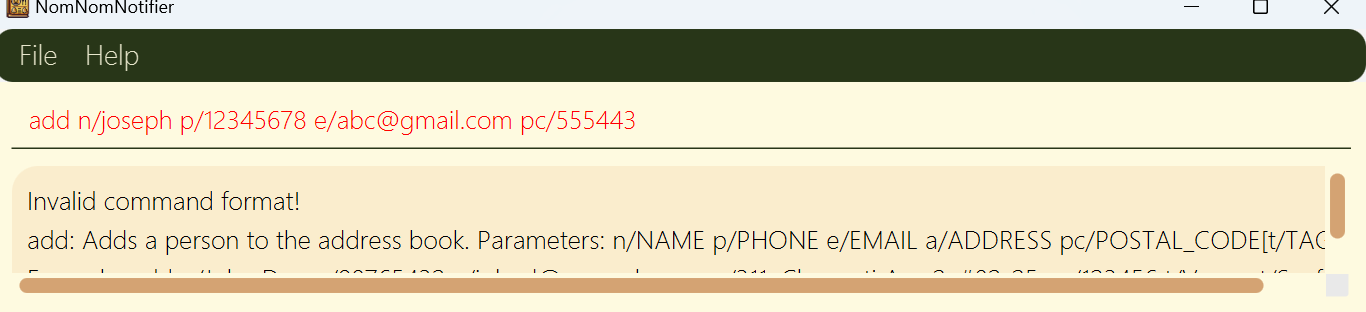 NomNomNotifier
File Help
add n/joseph p/12345678 e/abc@gmail.com pc/555443
Invalid command format!
add: Adds a person to the address book. Parameters: n/NAME p/PHONE e/EMAIL a/ADDRESS pc/POSTAL_CODE[t/TAG